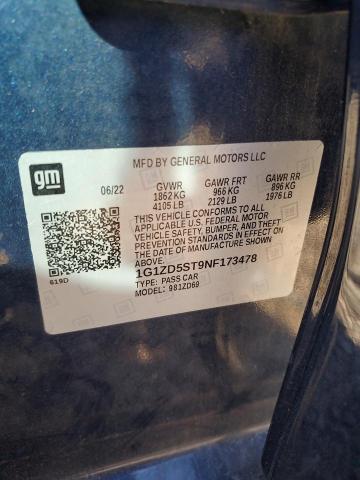 MFD BY GENERAL MOTORS LLC
gm
06/22 GVWR GAWR FRT GAWR RR
1862 KG 966 KG 896 KG
4105 LB 2129 LB 1976 LB
THIS VEHICLE CONFORMS TO ALL
APPLICABLE U.S. FEDERAL MOTOR
VEHICLE SAFETY, BUMPER, AND THEFT
PREVENTION STANDARDS IN EFFECT ON
THE DATE OF MANUFACTURE SHOWN
ABOVE.
619D
1G1ZD5ST9NF173478
TYPE: PASS CAR
MODEL: 981ZD69